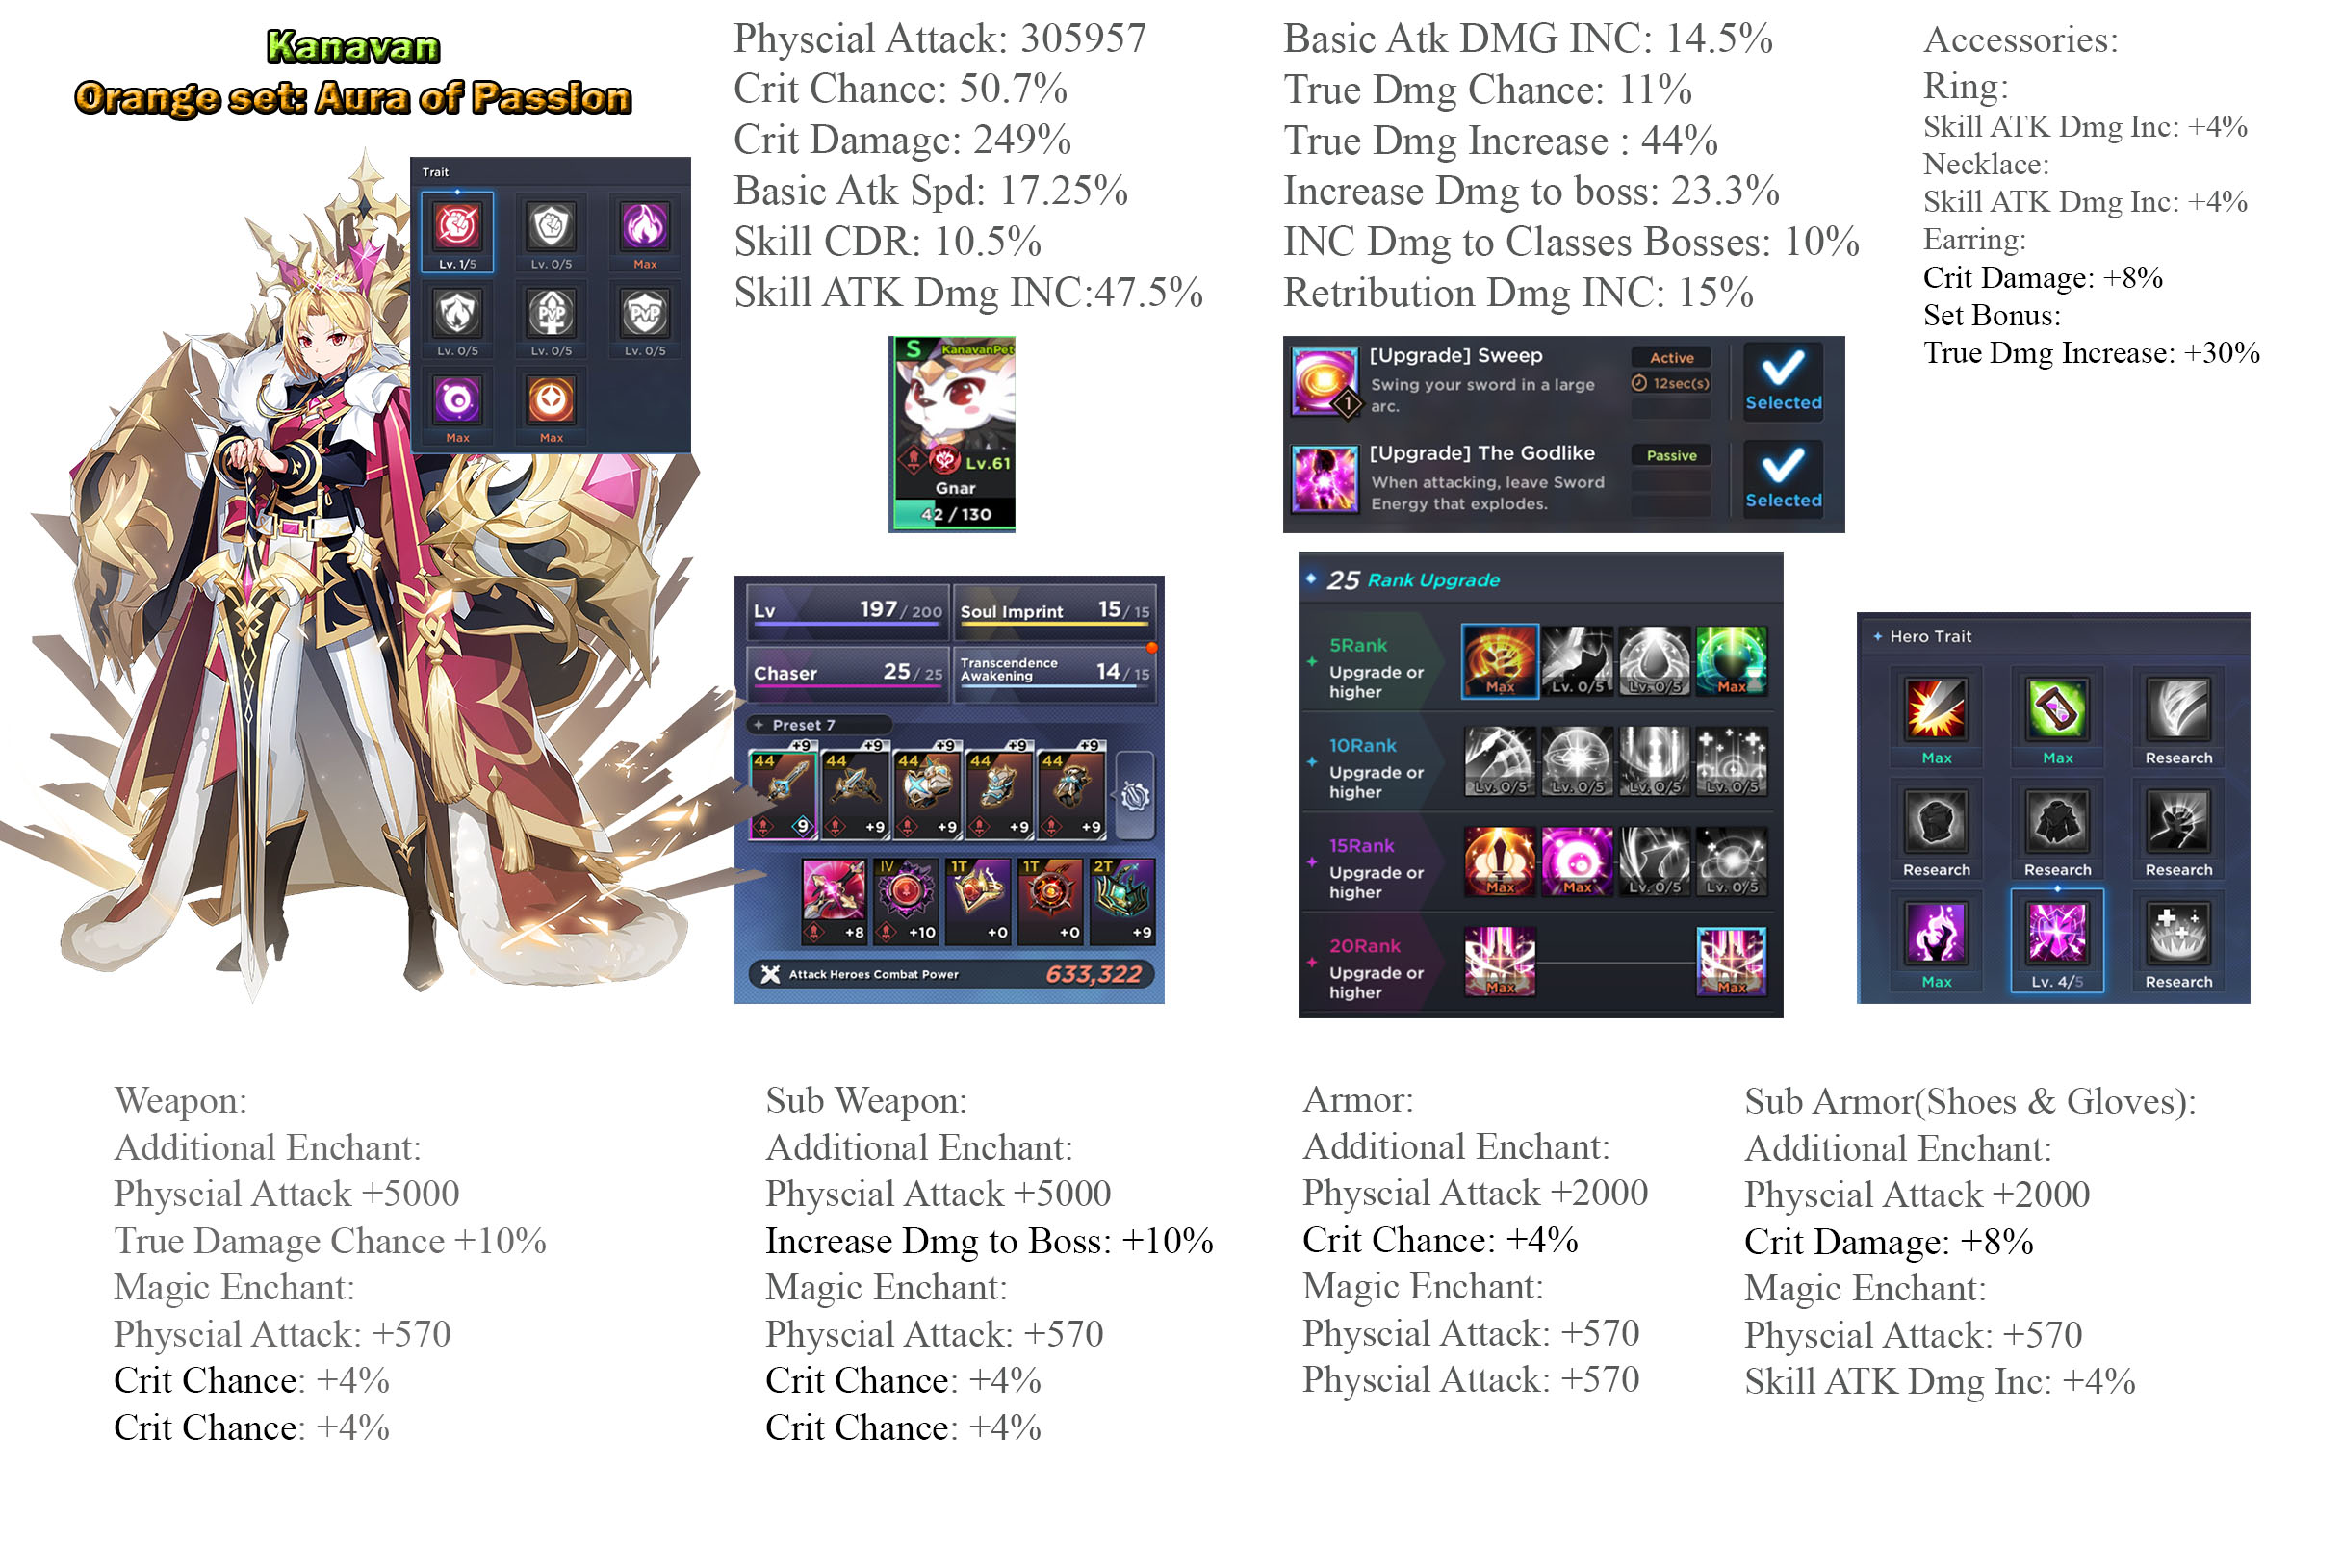 Kanavan
Orange set: Aura of Passion
Trait
Lv. 1/5
Lv. 0/5
Max
Lv. 0/5
Lv. 0/5
Lv. 0/5
Max
Max
Physcial Attack: 305957
Crit Chance: 50.7%
Crit Damage: 249%
Basic Atk Spd: 17.25%
Skill CDR: 10.5%
Skill ATK Dmg INC:47.5%
Basic Atk DMG INC: 14.5%
True Dmg Chance: 11%
True Dmg Increase : 44%
Increase Dmg to boss: 23.3%
INC Dmg to Classes Bosses: 10%
Retribution Dmg INC: 15%
Accessories:
Ring:
Skill ATK Dmg Inc: +4%
Necklace:
Skill ATK Dmg Inc: +4%
Earring:
Crit Damage: +8%
Set Bonus:
True Dmg Increase: +30%
S
KanavanPet
Lv.61
Gnar
42 / 130
[Upgrade] Sweep
Swing your sword in a large
arc.
1
Active
12sec(s)
Selected
[Upgrade] The Godlike
When attacking, leave Sword
Energy that explodes.
Passive
Selected
Lv 197/ 200
Soul Imprint 15/ 15
Chaser 25/ 25
Transcendence
Awakening 14/ 15
Preset 7
+9 +9 +9 +9 +9
44 44 44 44 44
9 +9 +9 +9 +9
IV 1T 1T 2T
+8 +10 +0 +0 +9
Attack Heroes Combat Power 633,322
25 Rank Upgrade
5Rank
Upgrade or
higher
Max Lv. 0/5 Lv. 0/5 Max
10Rank
Upgrade or
higher
Lv. 0/5 Lv. 0/5 Lv. 0/5 Lv. 0/5
15Rank
Upgrade or
higher
Max Max Lv. 0/5 Lv. 0/5
20Rank
Upgrade or
higher
Max Max
Hero Trait
Max Max Research
Research Research Research
Max Lv. 4/5 Research
Weapon:
Additional Enchant:
Physcial Attack +5000
True Damage Chance +10%
Magic Enchant:
Physcial Attack: +570
Crit Chance: +4%
Crit Chance: +4%
Sub Weapon:
Additional Enchant:
Physcial Attack +5000
Increase Dmg to Boss: +10%
Magic Enchant:
Physcial Attack: +570
Crit Chance: +4%
Crit Chance: +4%
Armor:
Additional Enchant:
Physcial Attack +2000
Crit Chance: +4%
Magic Enchant:
Physcial Attack: +570
Physcial Attack: +570
Sub Armor(Shoes & Gloves):
Additional Enchant:
Physcial Attack +2000
Crit Damage: +8%
Magic Enchant:
Physcial Attack: +570
Skill ATK Dmg Inc: +4%